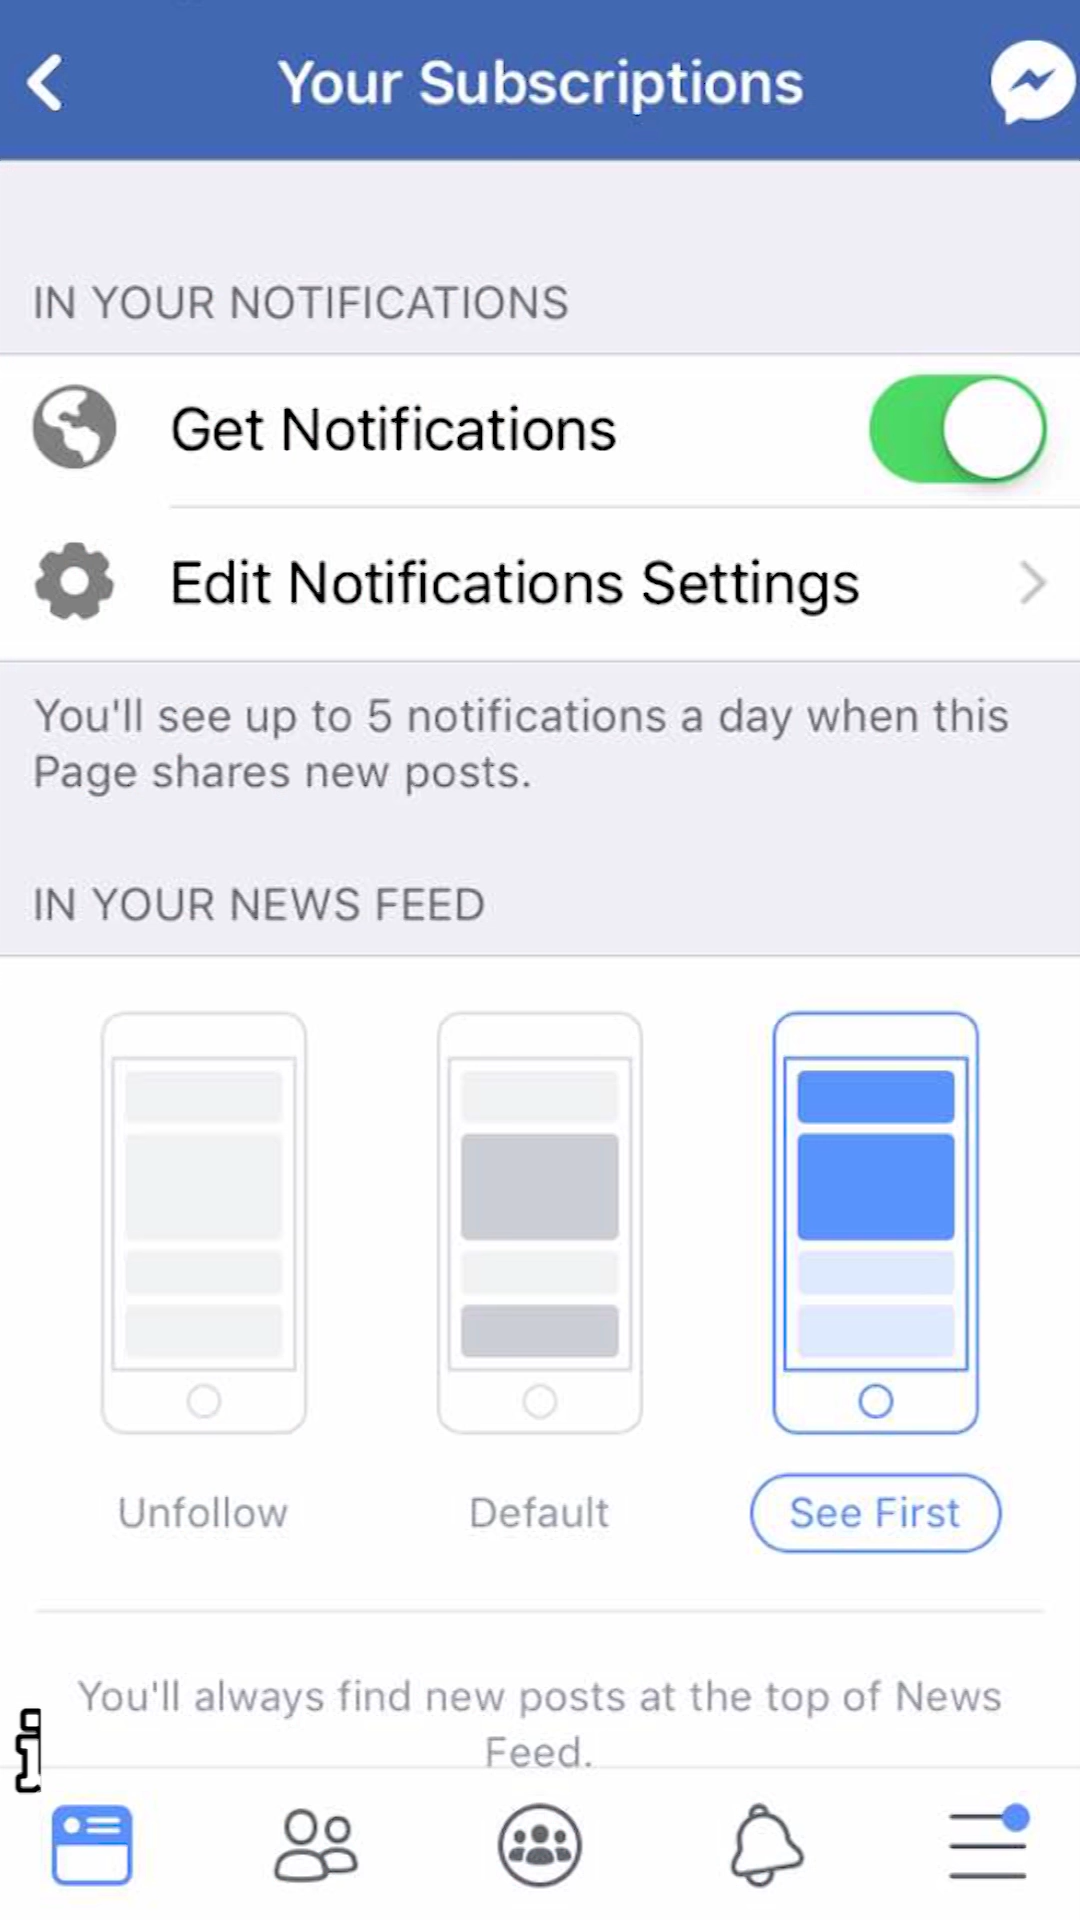 Your Subscriptions
IN YOUR NOTIFICATIONS
Get Notifications
Edit Notifications Settings
You'll see up to 5 notifications a day when this
Page shares new posts.
IN YOUR NEWS FEED
Unfollow
Default
See First
You'll always find new posts at the top of News
Feed.